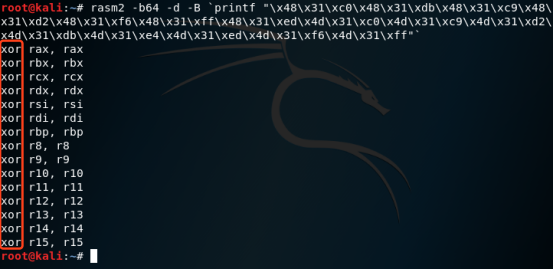 root@kali:~# rasm2 -b64 -d -B `printf "\x48\x31\xc0\x48\x31\xdb\x48\x31\xc9\x48\
x31\xd2\x48\x31\xf6\x48\x31\xff\x48\x31\xed\x4d\x31\xc0\x4d\x31\xc9\x4d\x31\xd2\
x4d\x31\xdb\x4d\x31\xe4\x4d\x31\xed\x4d\x31\xf6\x4d\x31\xff"`
xor rax, rax
xor rbx, rbx
xor rcx, rcx
xor rdx, rdx
xor rsi, rsi
xor rdi, rdi
xor rbp, rbp
xor r8, r8
xor r9, r9
xor r10, r10
xor r11, r11
xor r12, r12
xor r13, r13
xor r14, r14
xor r15, r15
root@kali:~#